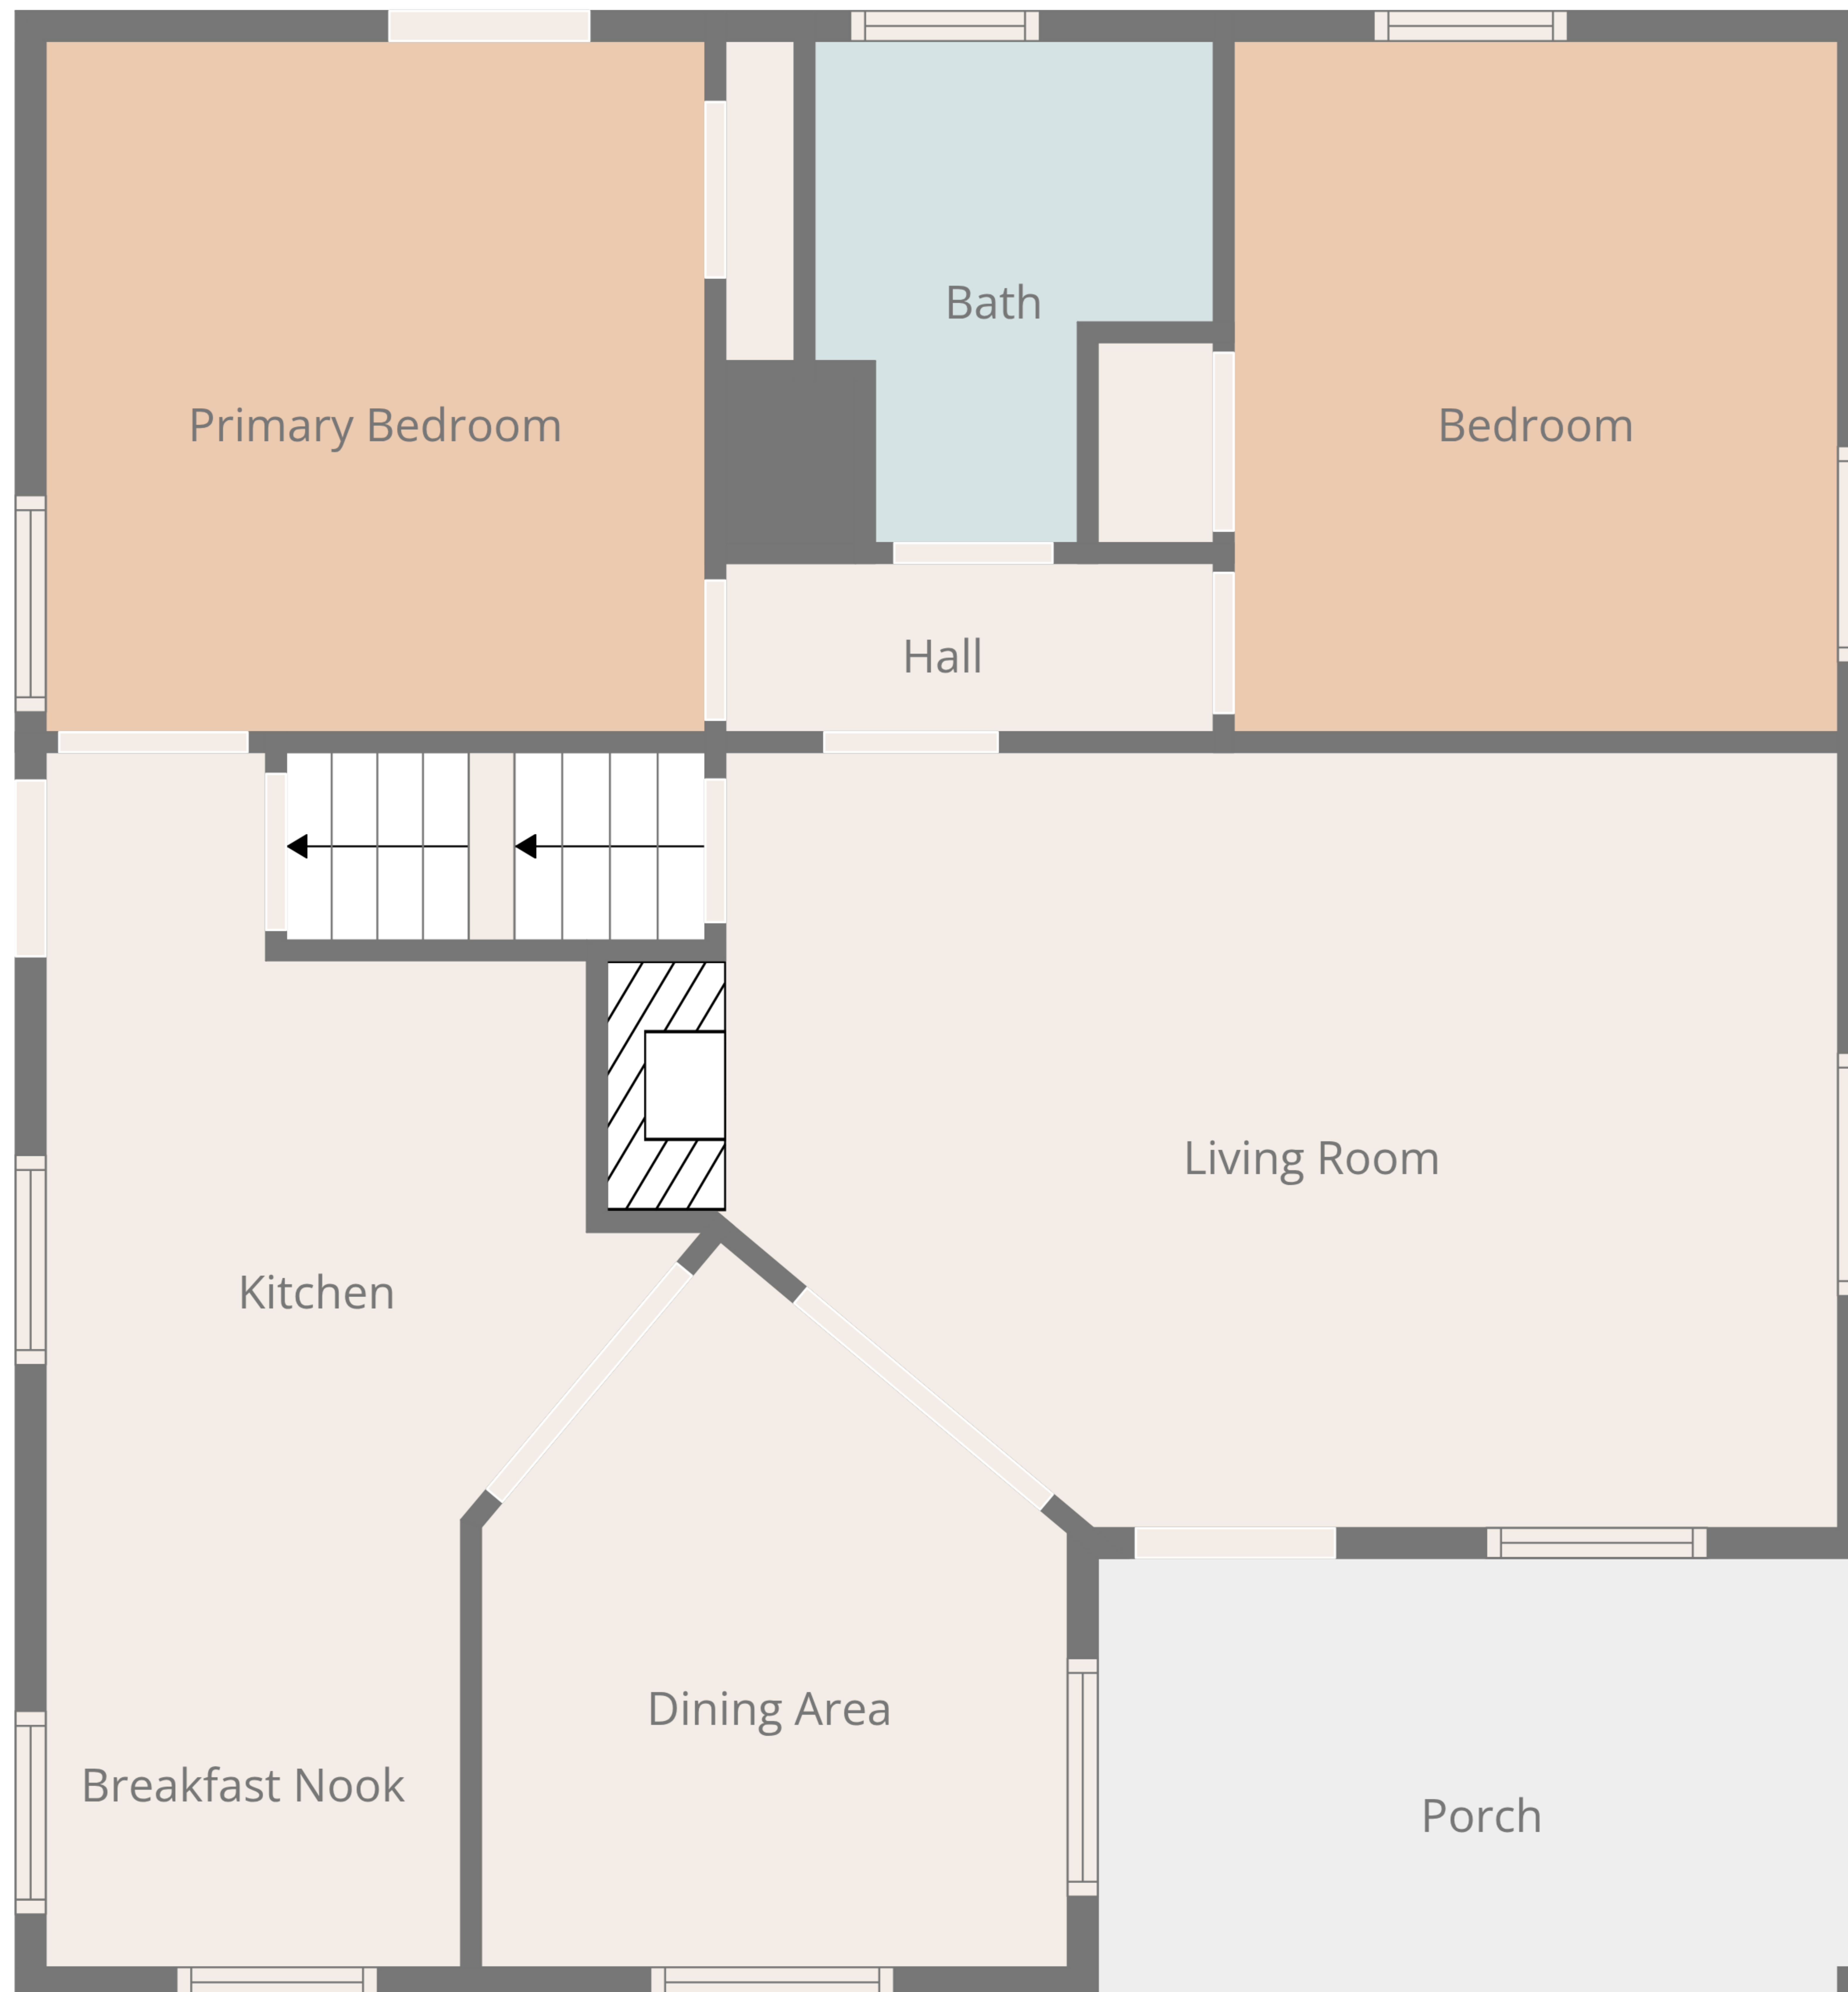 Bath
Primary Bedroom
Bedroom
Hall
Living Room
Kitchen
Dining Area
Breakfast Nook
Porch